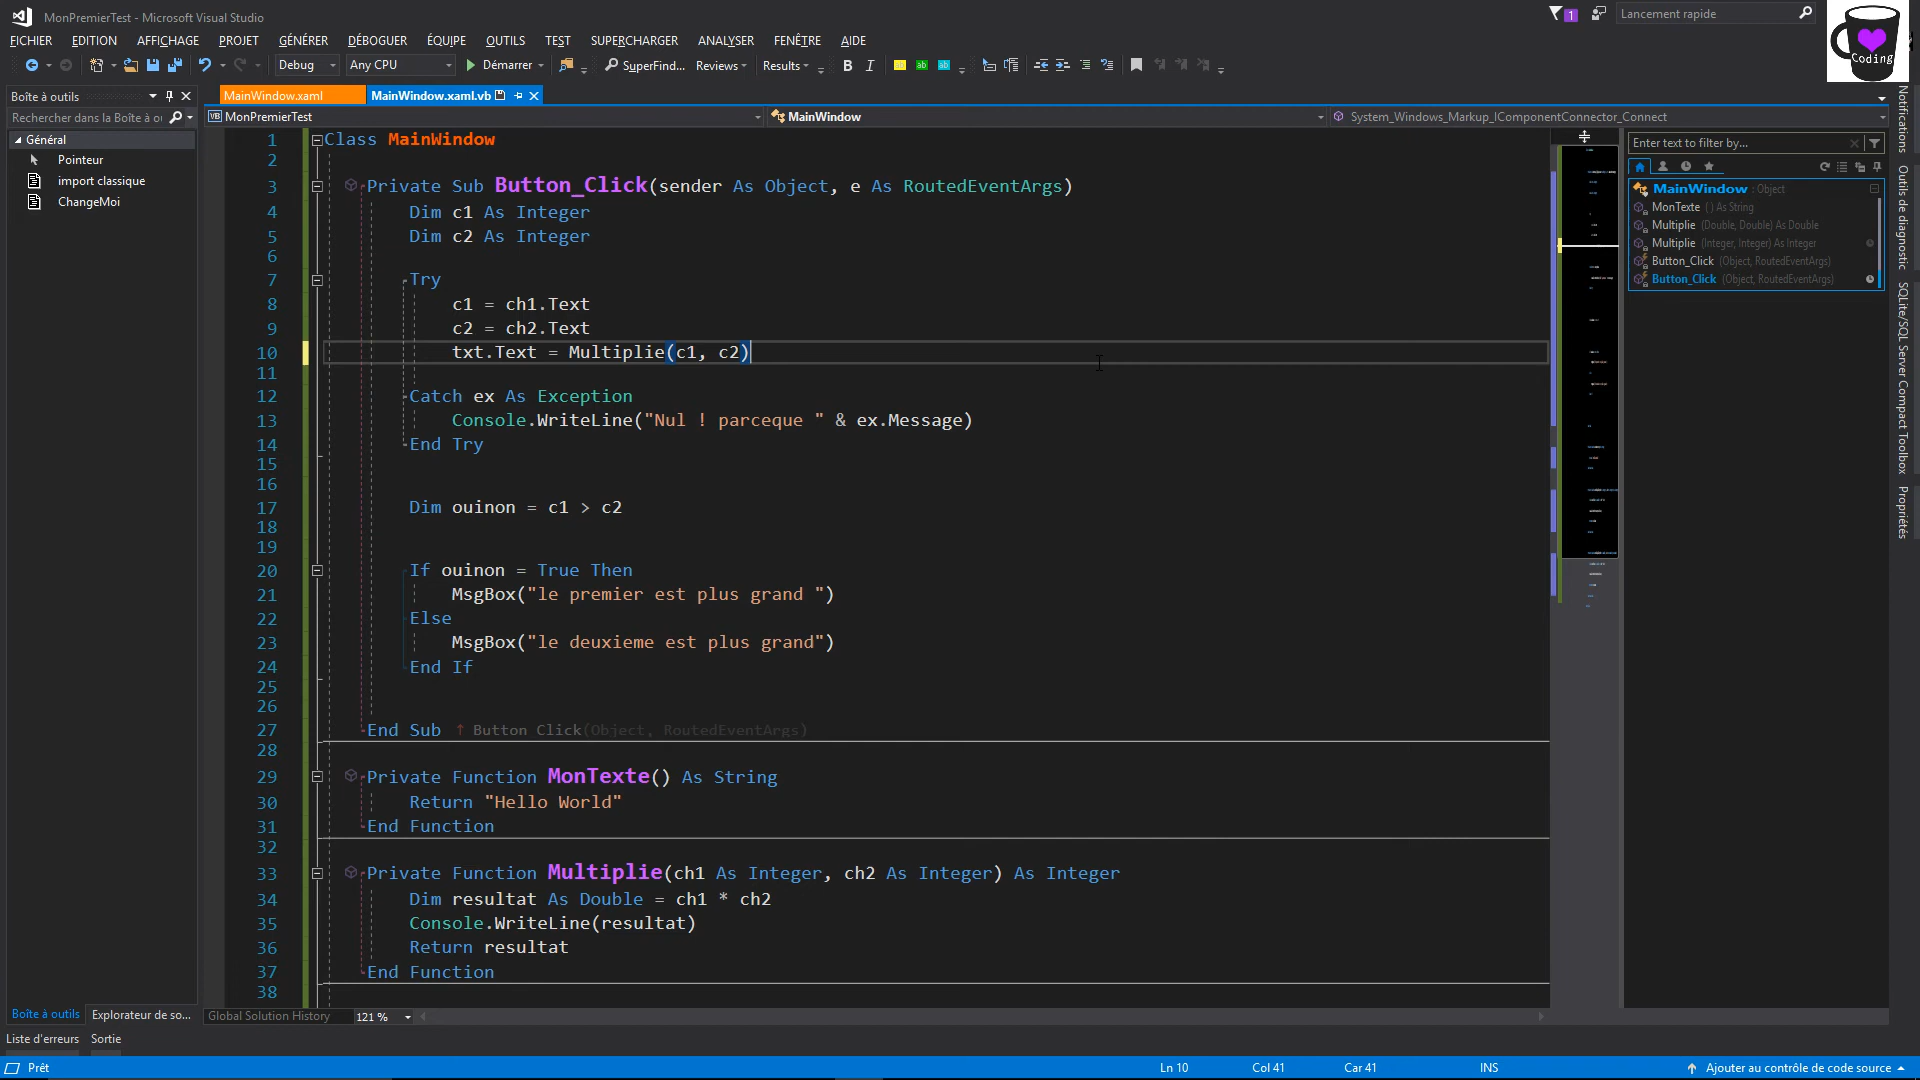 MonPremierTest - Microsoft Visual Studio
1
Lancement rapide
Coding
FICHIER EDITION AFFICHAGE PROJET GÉNÉRER DÉBOGUER ÉQUIPE OUTILS TEST SUPERCHARGER ANALYSER FENÊTRE AIDE
Debug Any CPU Démarrer SuperFind... Reviews Results B I ab ab ab
Boîte à outils
MainWindow.xaml MainWindow.xaml.vb
Rechercher dans la Boîte à ou
VB MonPremierTest MainWindow System_Windows_Markup_IComponentConnector_Connect
Général
Pointeur
import classique
ChangeMoi
1 Class MainWindow
2
3 Private Sub Button_Click(sender As Object, e As RoutedEventArgs)
4 Dim c1 As Integer
5 Dim c2 As Integer
6
7 Try
8 c1 = ch1.Text
9 c2 = ch2.Text
10 txt.Text = Multiplie(c1, c2)
11
12 Catch ex As Exception
13 Console.WriteLine("Nul ! parceque " & ex.Message)
14 End Try
15
16
17 Dim ouinon = c1 > c2
18
19
20 If ouinon = True Then
21 MsgBox("le premier est plus grand ")
22 Else
23 MsgBox("le deuxieme est plus grand")
24 End If
25
26
27 End Sub ↑ Button Click(Object, RoutedEventArgs)
28
29 Private Function MonTexte() As String
30 Return "Hello World"
31 End Function
32
33 Private Function Multiplie(ch1 As Integer, ch2 As Integer) As Integer
34 Dim resultat As Double = ch1 * ch2
35 Console.WriteLine(resultat)
36 Return resultat
37 End Function
38
Enter text to filter by...
MainWindow : Object
MonTexte ( ) As String
Multiplie (Double, Double) As Double
Multiplie (Integer, Integer) As Integer
Button_Click (Object, RoutedEventArgs)
Button_Click (Object, RoutedEventArgs)
Notifications
Outils de diagnostic
SQLite/SQL Server Compact Toolbox
Propriétés
Boîte à outils Explorateur de so... Global Solution History 121 %
Liste d'erreurs Sortie
Prêt Ln 10 Col 41 Car 41 INS Ajouter au contrôle de code source